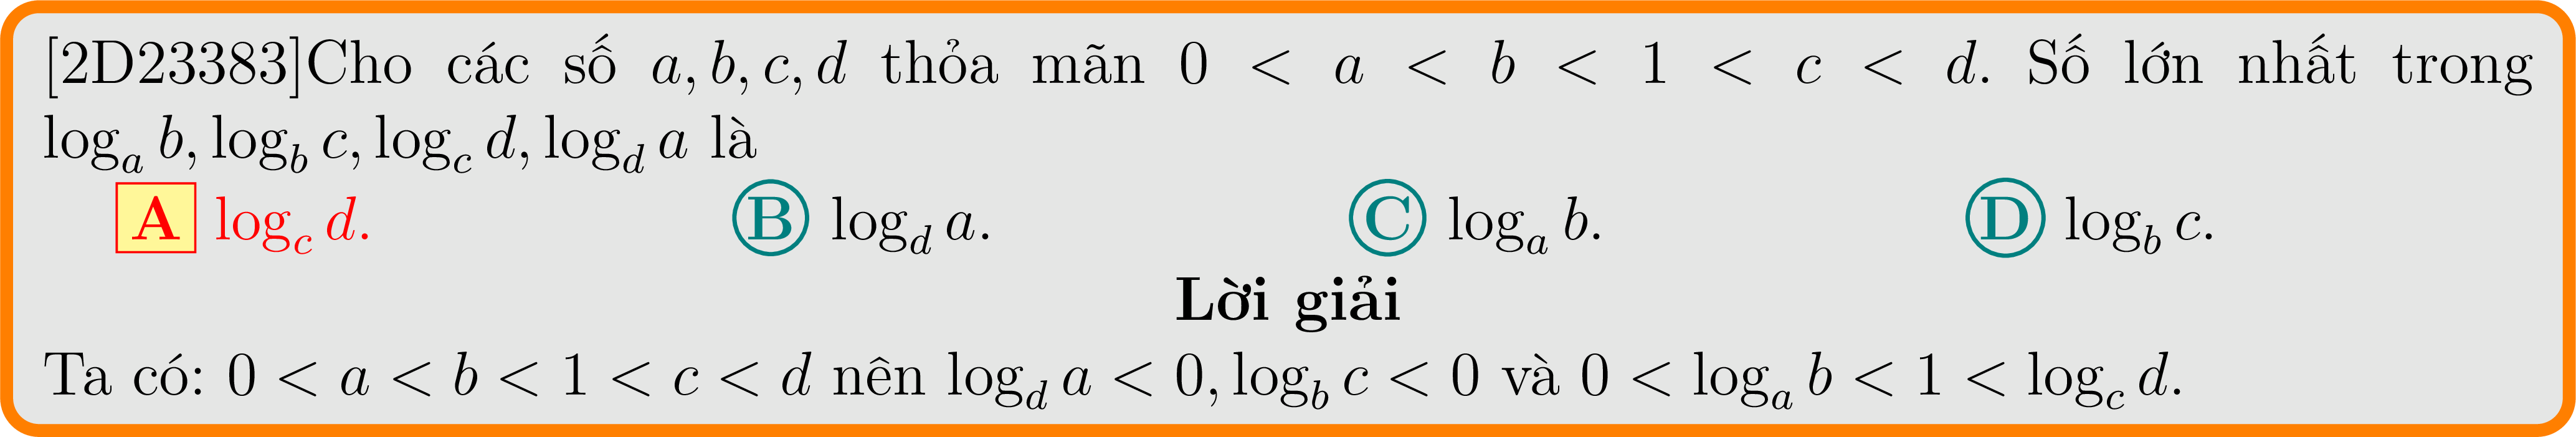 [2D23383]Cho các số a, b, c, d thỏa mãn 0 < a < b < 1 < c < d. Số lớn nhất trong
log_a b, log_b c, log_c d, log_d a là
A log_c d. B log_d a. C log_a b. D log_b c.
Lời giải
Ta có: 0 < a < b < 1 < c < d nên log_d a < 0, log_b c < 0 và 0 < log_a b < 1 < log_c d.